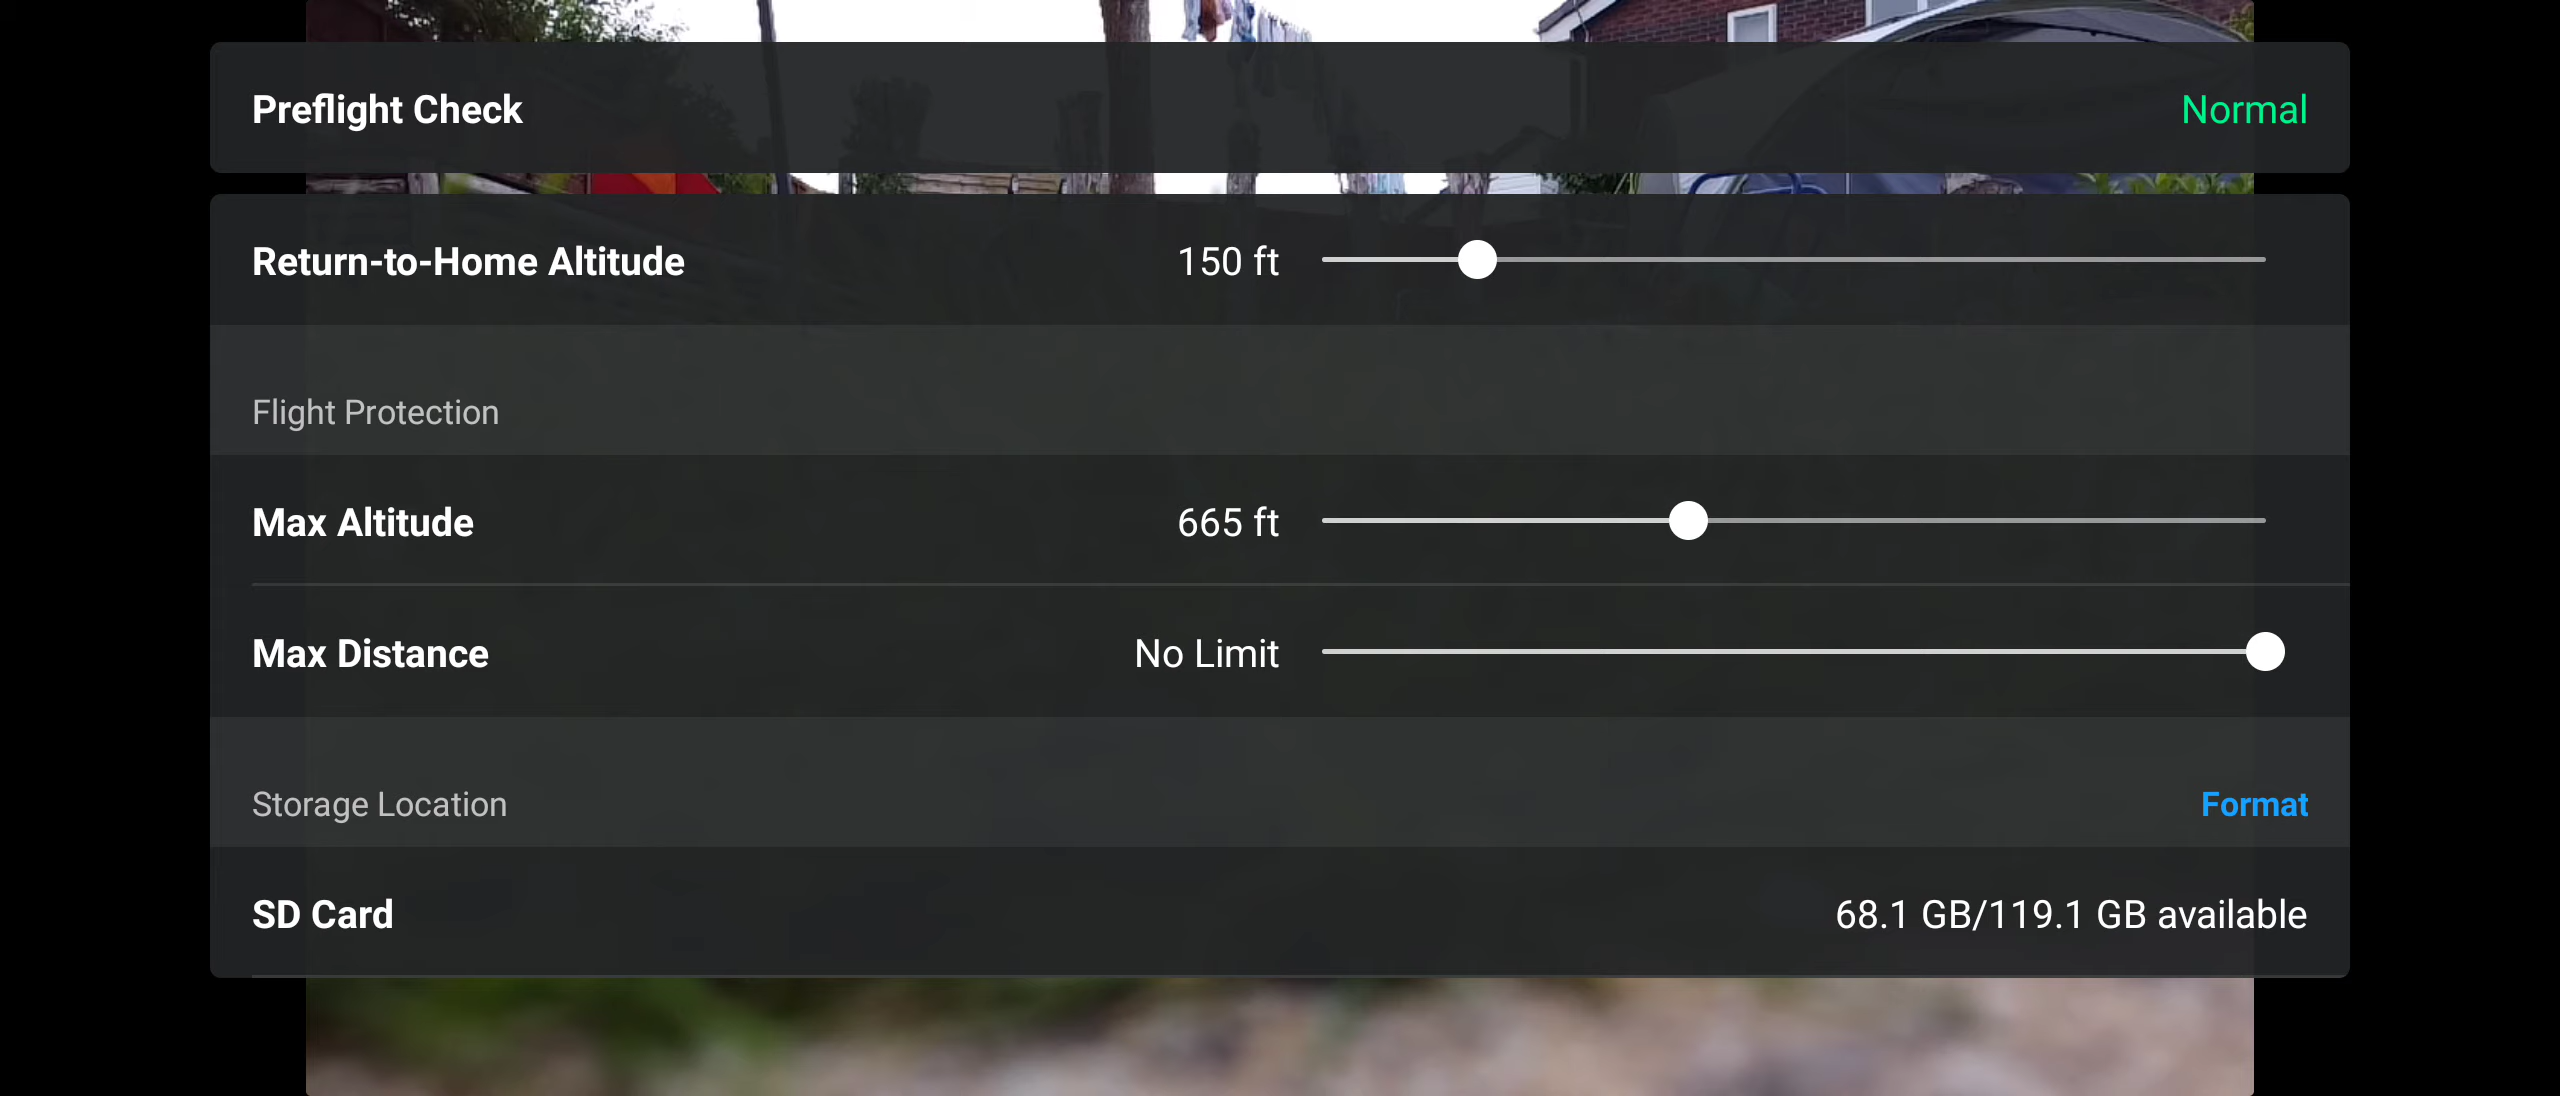 Preflight Check Normal
Return-to-Home Altitude 150 ft
Flight Protection
Max Altitude 665 ft
Max Distance No Limit
Storage Location Format
SD Card 68.1 GB/119.1 GB available